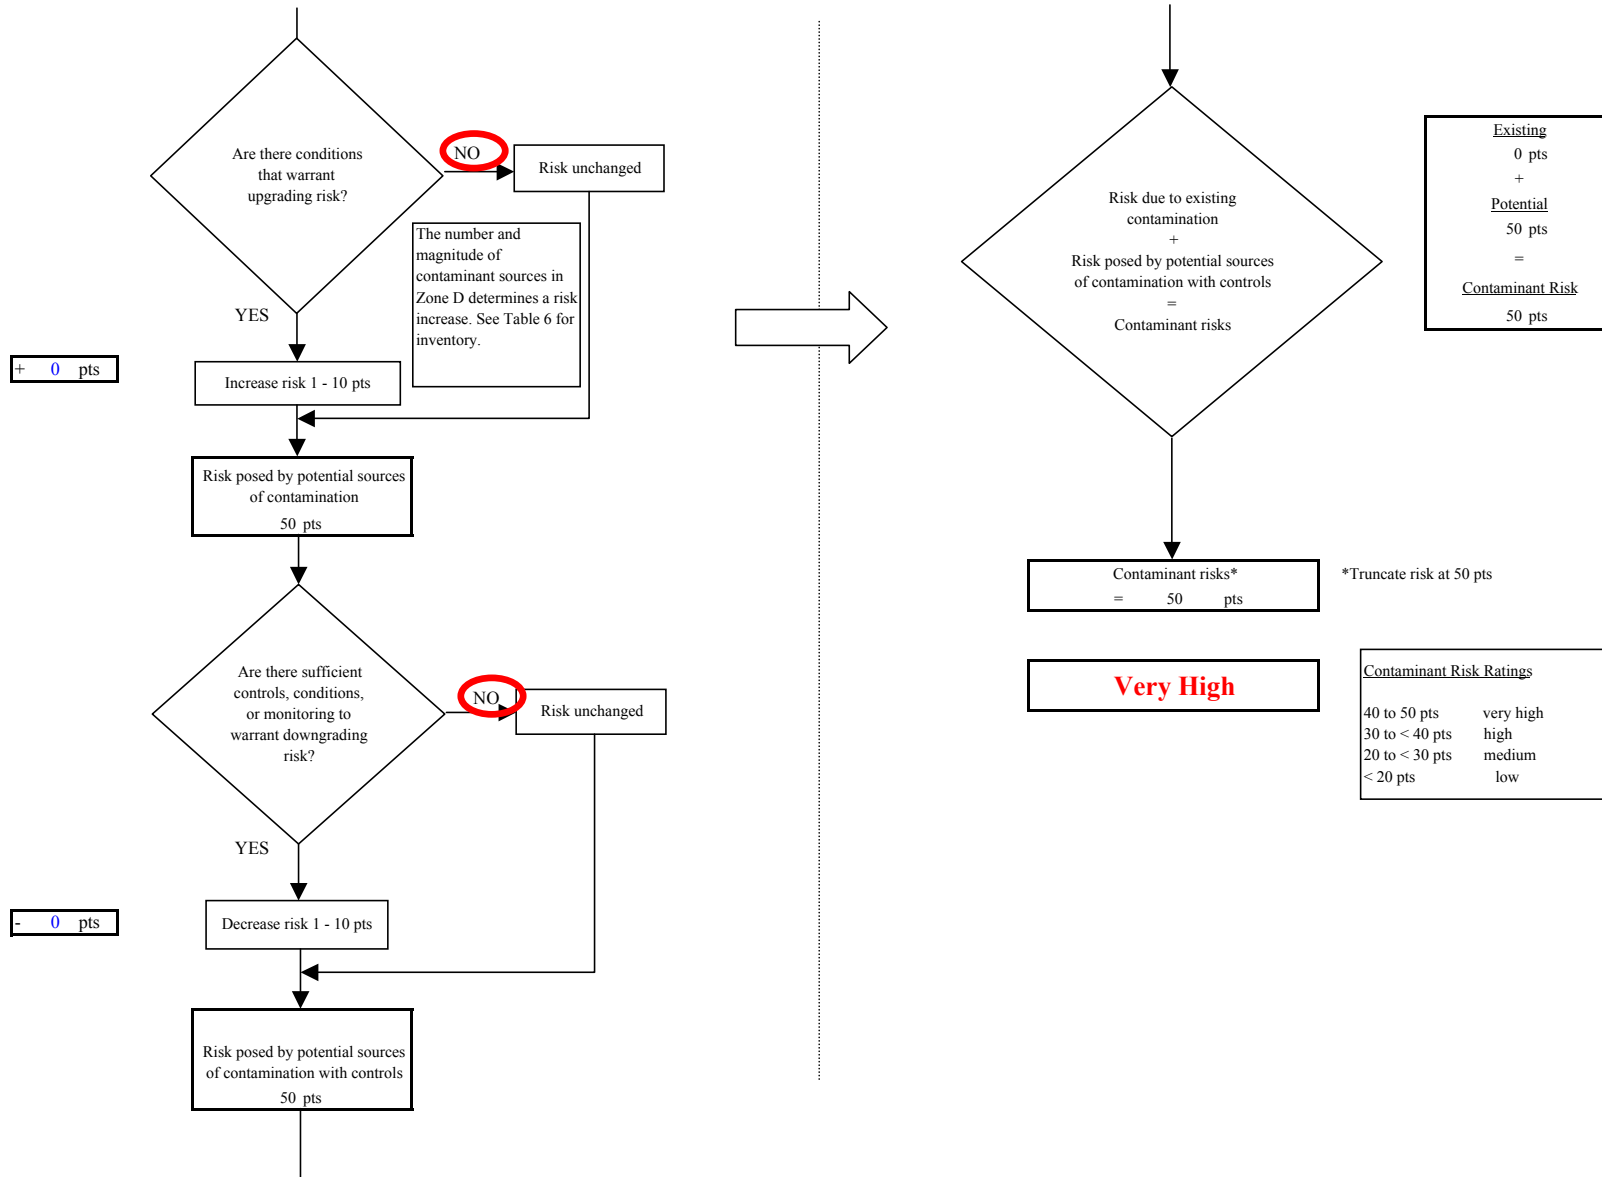 Are there conditions
that warrant
upgrading risk?
NO
Risk unchanged
The number and
magnitude of
contaminant sources in
Zone D determines a risk
increase. See Table 6 for
inventory.
YES
+ 0 pts
Increase risk 1 - 10 pts
Risk posed by potential sources
of contamination
50 pts
Are there sufficient
controls, conditions,
or monitoring to
warrant downgrading
risk?
NO
Risk unchanged
YES
- 0 pts
Decrease risk 1 - 10 pts
Risk posed by potential sources
of contamination with controls
50 pts
Risk due to existing
contamination
+
Risk posed by potential sources
of contamination with controls
=
Contaminant risks
Existing
0 pts
+
Potential
50 pts
=
Contaminant Risk
50 pts
Contaminant risks*
= 50 pts
*Truncate risk at 50 pts
Very High
Contaminant Risk Ratings
40 to 50 pts very high
30 to < 40 pts high
20 to < 30 pts medium
< 20 pts low